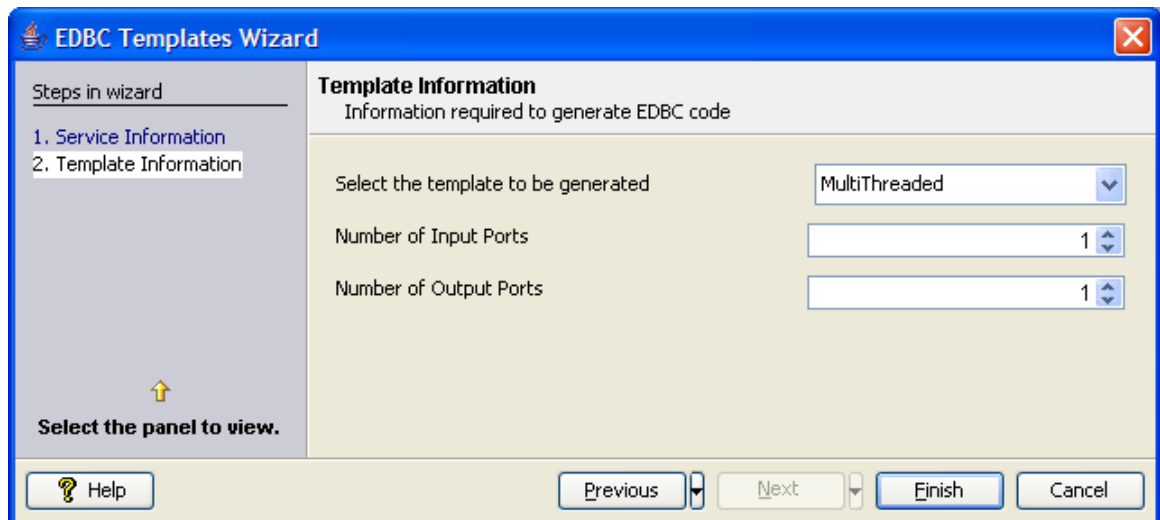 EDBC Templates Wizard
Steps in wizard
1. Service Information
2. Template Information
Select the panel to view.
Template Information
Information required to generate EDBC code
Select the template to be generated
MultiThreaded
Number of Input Ports
1
Number of Output Ports
1
Help
Previous
Next
Finish
Cancel